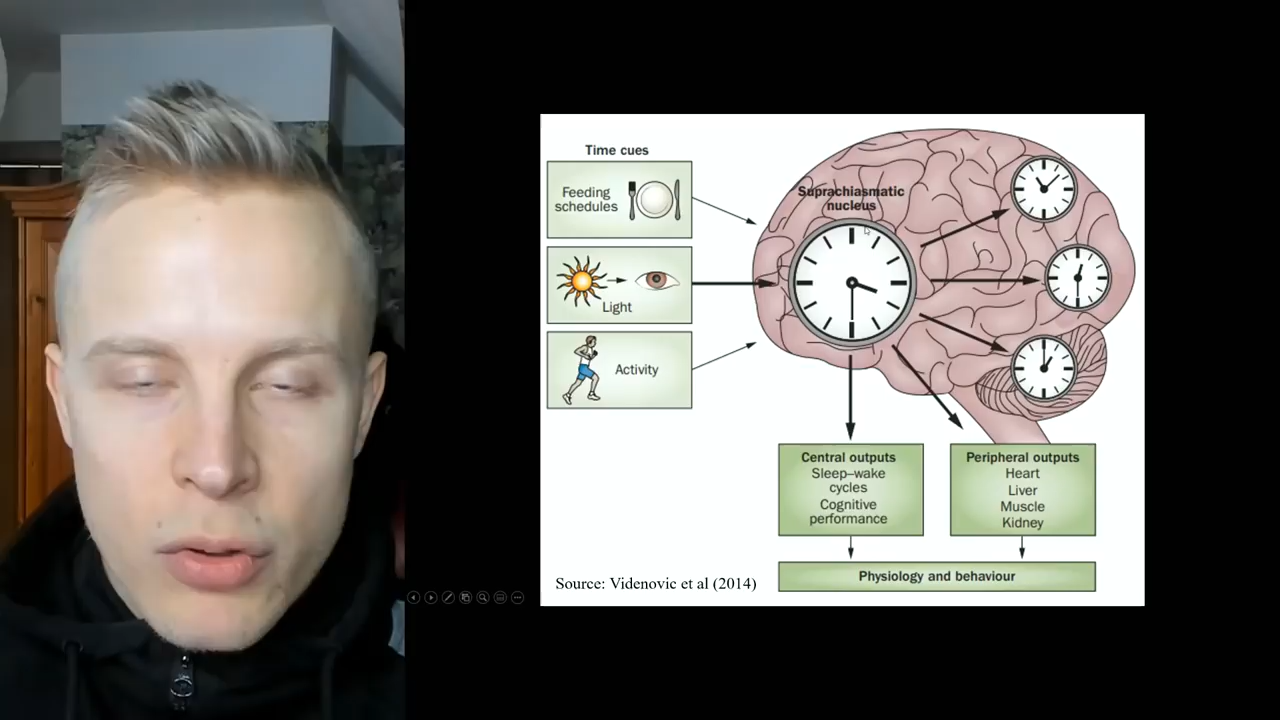 Time cues
Feeding
schedules
Light
Activity
Suprachiasmatic
nucleus
Central outputs
Sleep–wake
cycles
Cognitive
performance
Peripheral outputs
Heart
Liver
Muscle
Kidney
Physiology and behaviour
Source: Videnovic et al (2014)